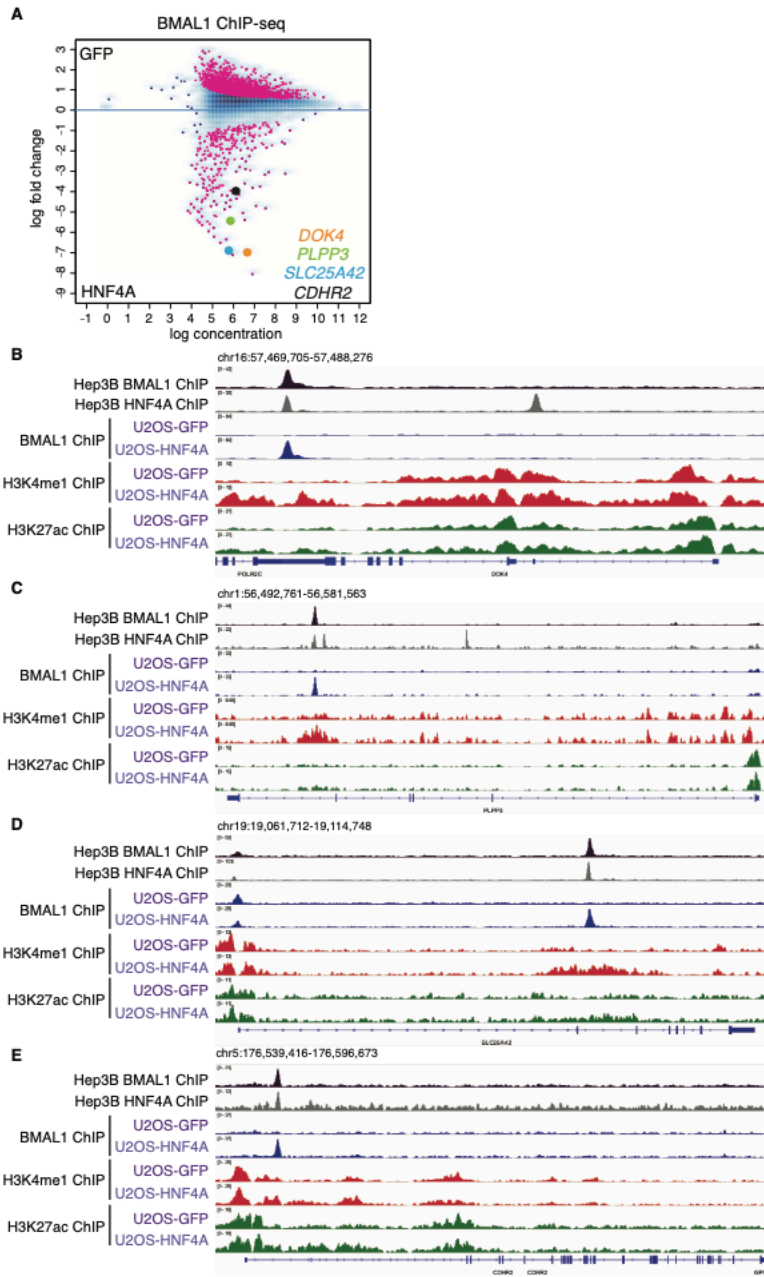 A
BMAL1 ChIP-seq
GFP
log fold change
3
2
1
0
-1
-2
-3
-4
-5
-6
-7
-8
-9
DOK4
PLPP3
SLC25A42
CDHR2
HNF4A
-1 0 1 2 3 4 5 6 7 8 9 10 11 12
log concentration
B
chr16:57,469,705-57,488,276
Hep3B BMAL1 ChIP
Hep3B HNF4A ChIP
BMAL1 ChIP
U2OS-GFP
U2OS-HNF4A
H3K4me1 ChIP
U2OS-GFP
U2OS-HNF4A
H3K27ac ChIP
U2OS-GFP
U2OS-HNF4A
POLR2C DOK4
C
chr1:56,492,761-56,581,563
Hep3B BMAL1 ChIP
Hep3B HNF4A ChIP
BMAL1 ChIP
U2OS-GFP
U2OS-HNF4A
H3K4me1 ChIP
U2OS-GFP
U2OS-HNF4A
H3K27ac ChIP
U2OS-GFP
U2OS-HNF4A
PLPP3
D
chr19:19,061,712-19,114,748
Hep3B BMAL1 ChIP
Hep3B HNF4A ChIP
BMAL1 ChIP
U2OS-GFP
U2OS-HNF4A
H3K4me1 ChIP
U2OS-GFP
U2OS-HNF4A
H3K27ac ChIP
U2OS-GFP
U2OS-HNF4A
SLC25A42
E
chr5:176,539,416-176,596,673
Hep3B BMAL1 ChIP
Hep3B HNF4A ChIP
BMAL1 ChIP
U2OS-GFP
U2OS-HNF4A
H3K4me1 ChIP
U2OS-GFP
U2OS-HNF4A
H3K27ac ChIP
U2OS-GFP
U2OS-HNF4A
CDHR2 CDHR2